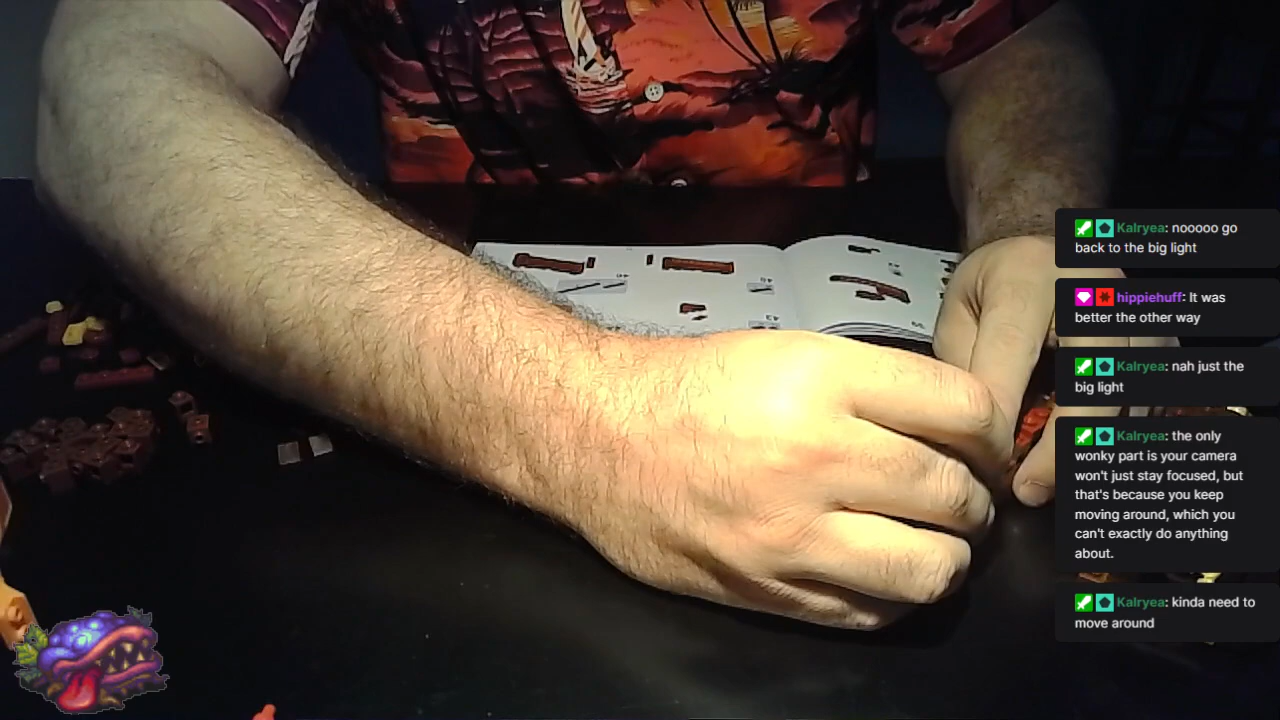 Kalryea: nooooo go
back to the big light
hippiehuff: It was
better the other way
Kalryea: nah just the
big light
Kalryea: the only
wonky part is your camera
won't just stay focused, but
that's because you keep
moving around, which you
can't exactly do anything
about.
Kalryea: kinda need to
move around